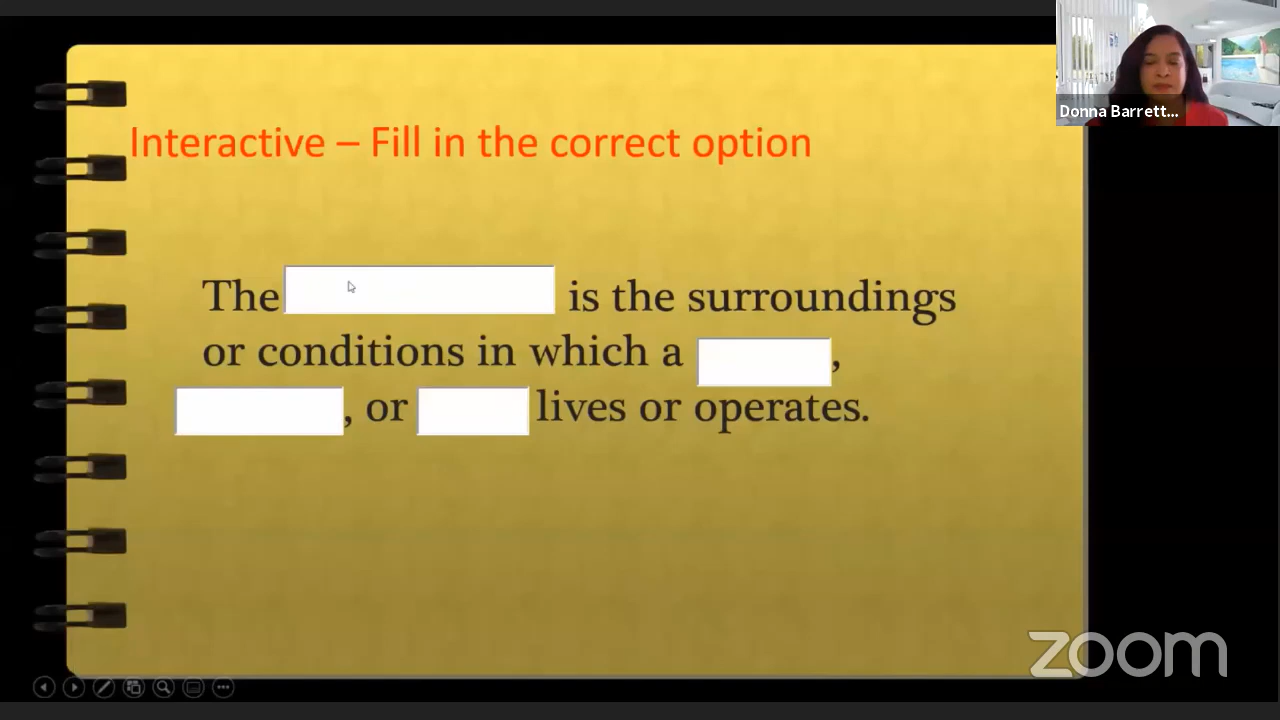 Donna Barrett...
Interactive – Fill in the correct option
The is the surroundings
or conditions in which a ,
, or lives or operates.
zoom